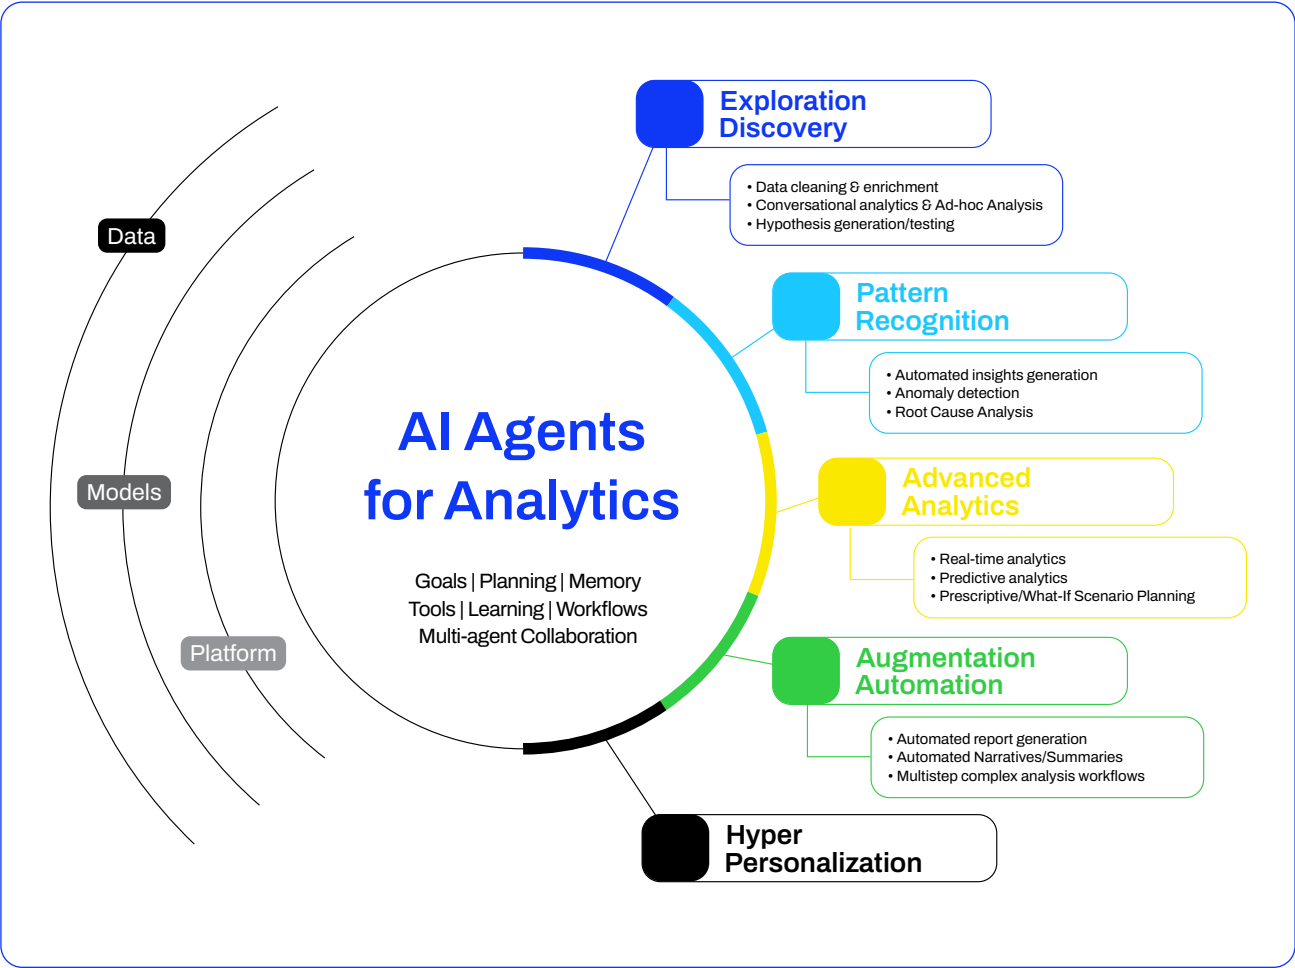 Exploration
Discovery
• Data cleaning & enrichment
• Conversational analytics & Ad-hoc Analysis
• Hypothesis generation/testing
Data
Pattern
Recognition
• Automated insights generation
• Anomaly detection
• Root Cause Analysis
AI Agents
for Analytics
Models
Advanced
Analytics
• Real-time analytics
• Predictive analytics
• Prescriptive/What-If Scenario Planning
Goals | Planning | Memory
Tools | Learning | Workflows
Multi-agent Collaboration
Platform
Augmentation
Automation
• Automated report generation
• Automated Narratives/Summaries
• Multistep complex analysis workflows
Hyper
Personalization